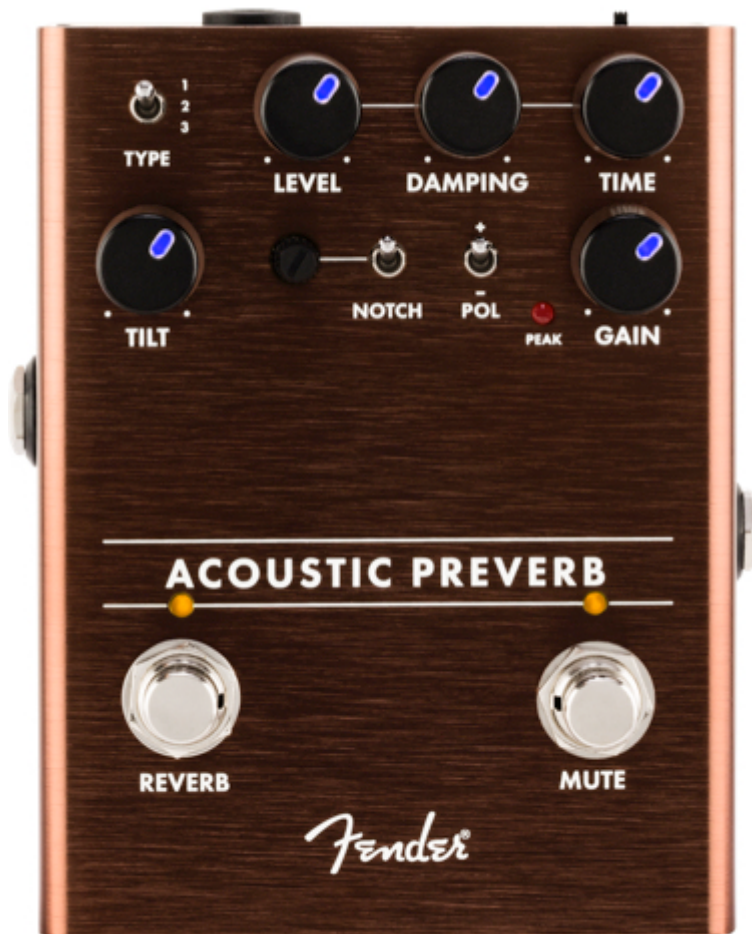 1
2
3
TYPE
LEVEL DAMPING TIME
TILT
NOTCH
+
-
POL
PEAK
GAIN
ACOUSTIC PREVERB
REVERB MUTE
Fender®